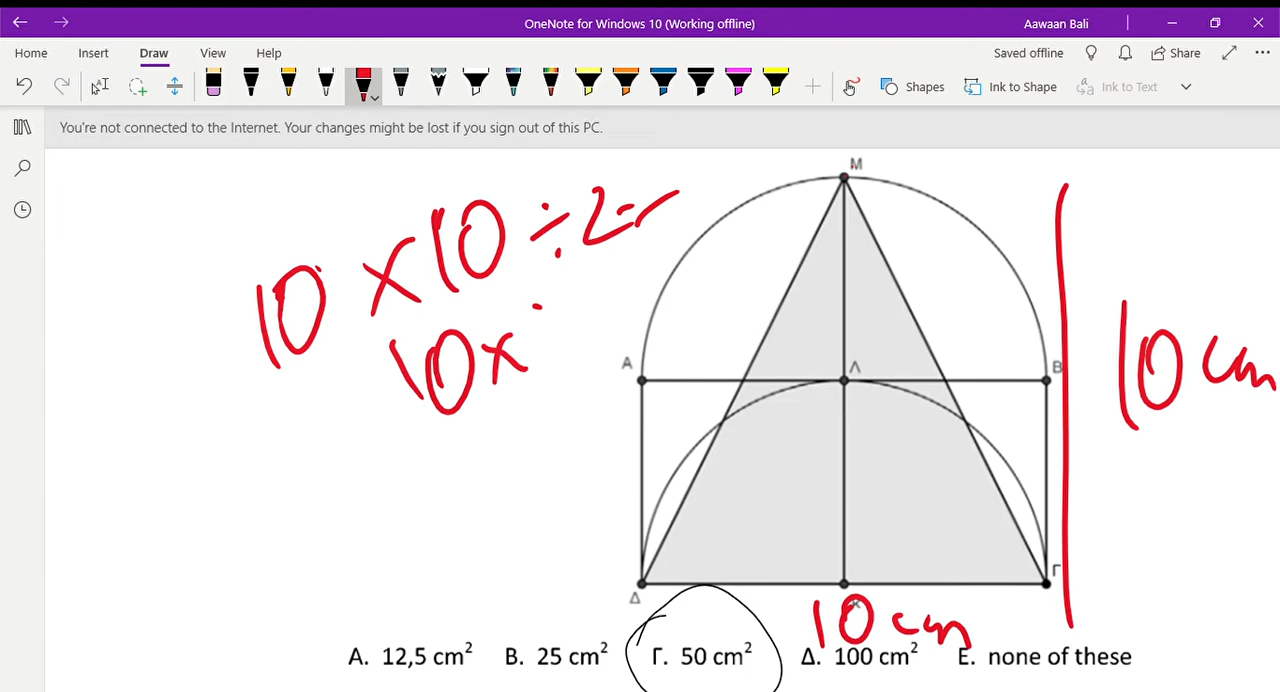 OneNote for Windows 10 (Working offline)
Aawaan Bali
Home Insert Draw View Help
Saved offline
Share
Shapes
Ink to Shape
Ink to Text
You're not connected to the Internet. Your changes might be lost if you sign out of this PC.
M
10 × 10 ÷ 2 =
10 ×
A Λ B
10 cm
Δ Γ
10 cm
Α. 12,5 cm² Β. 25 cm² Γ. 50 cm² Δ. 100 cm² Ε. none of these